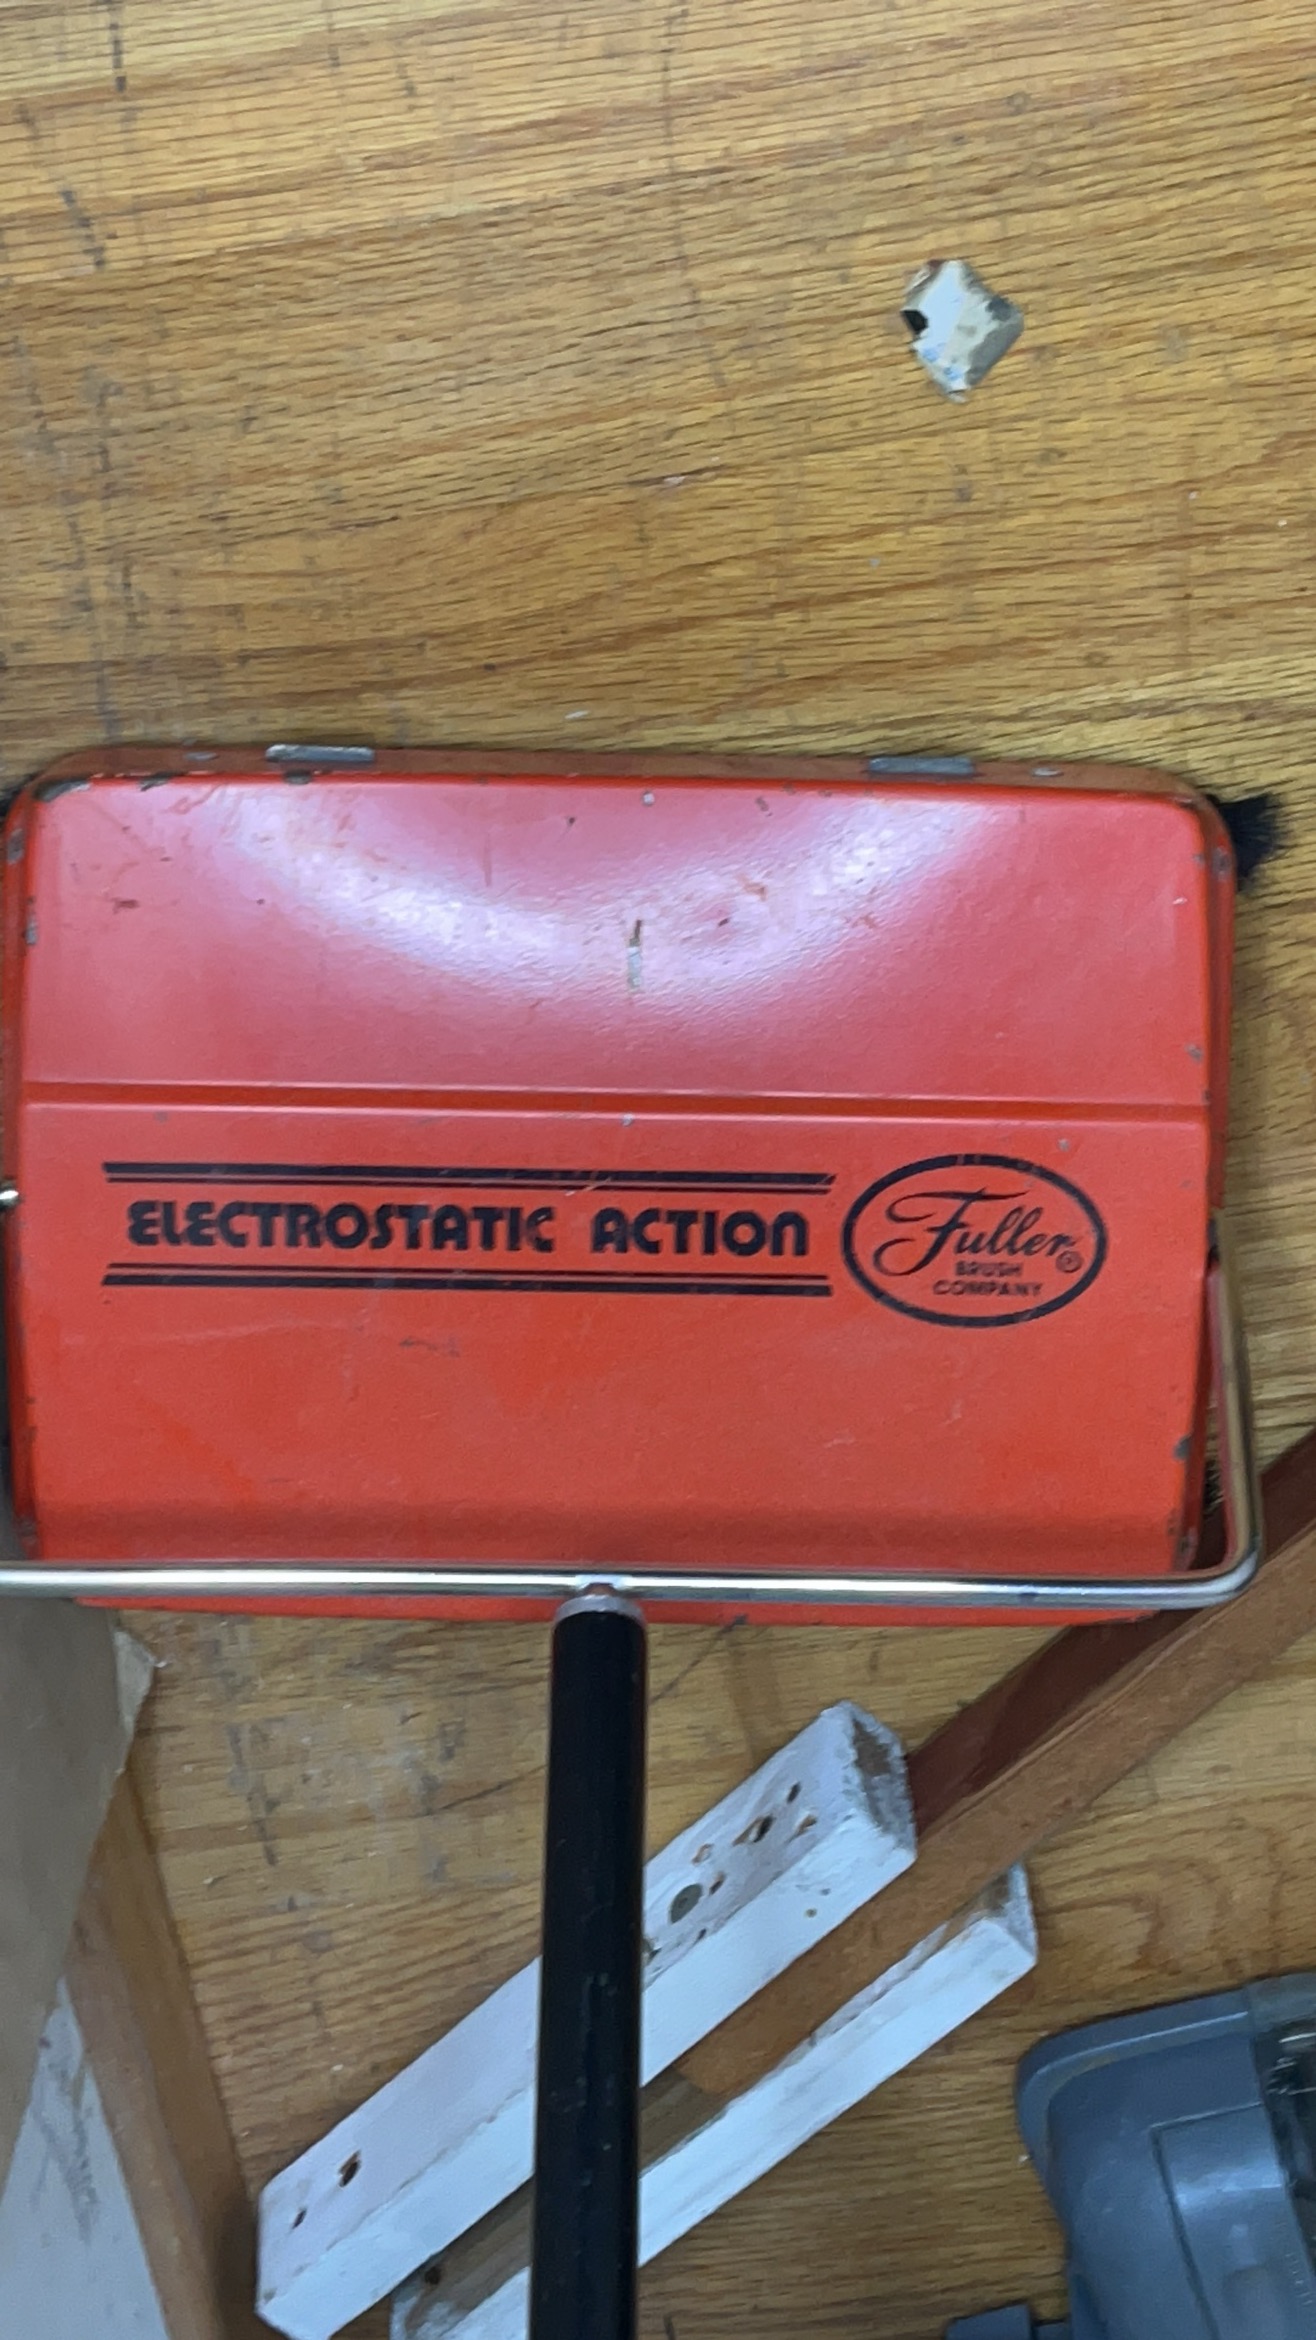 ELECTROSTATIC ACTION
Fuller®
BRUSH
COMPANY